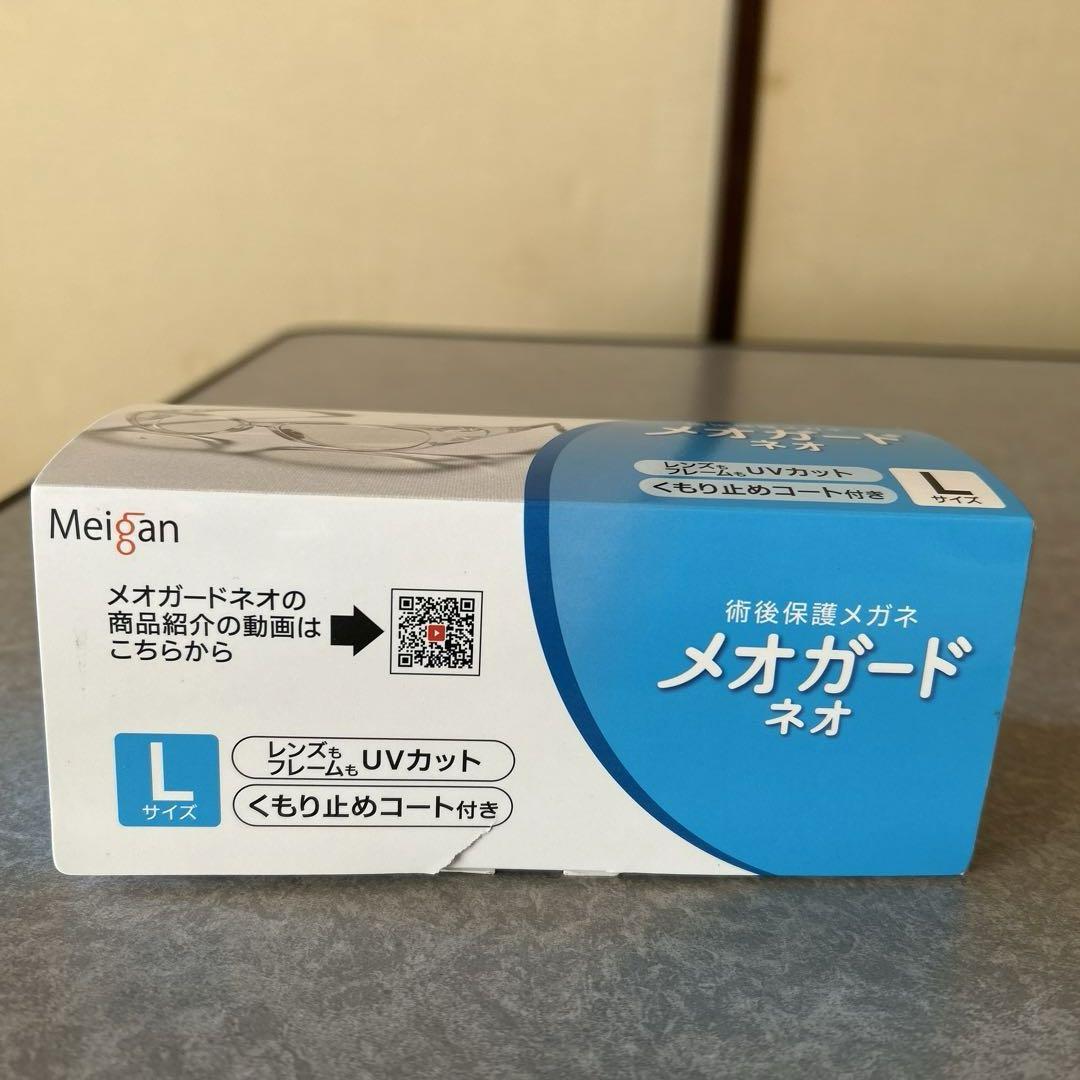 メオガード
ネオ
レンズも
フレームも UVカット
くもり止めコート付き
L
サイズ
Meigan
メオガードネオの
商品紹介の動画は
こちらから
術後保護メガネ
メオガード
ネオ
L
サイズ
レンズも
フレームも UVカット
くもり止めコート付き